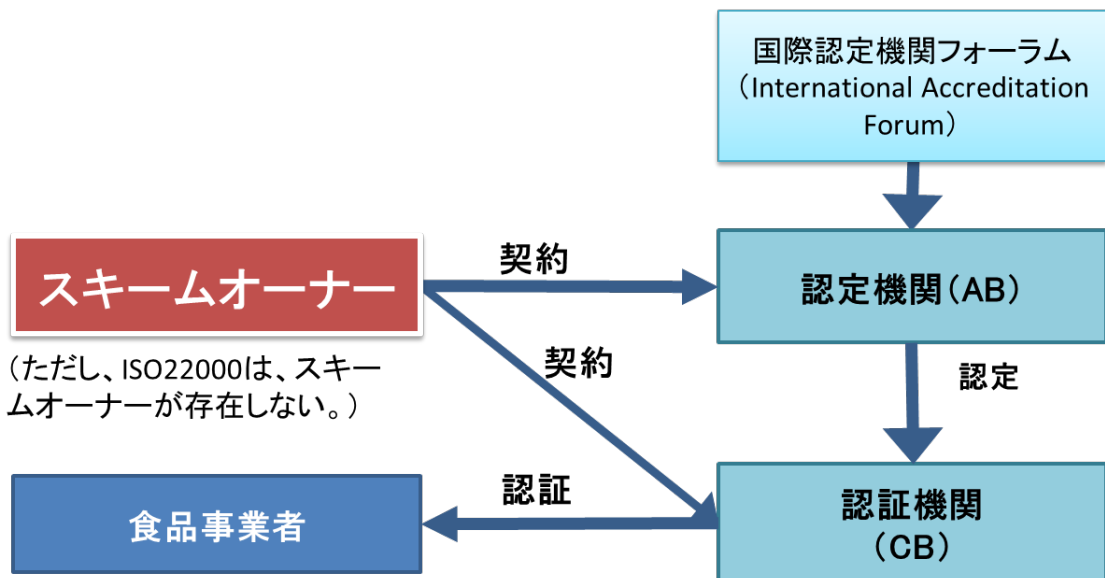 国際認定機関フォーラム
（International Accreditation
Forum）
契約
スキームオーナー
認定機関（AB）
（ただし、ISO22000は、スキー
ムオーナーが存在しない。）
契約
認定
認証
食品事業者
認証機関
（CB）